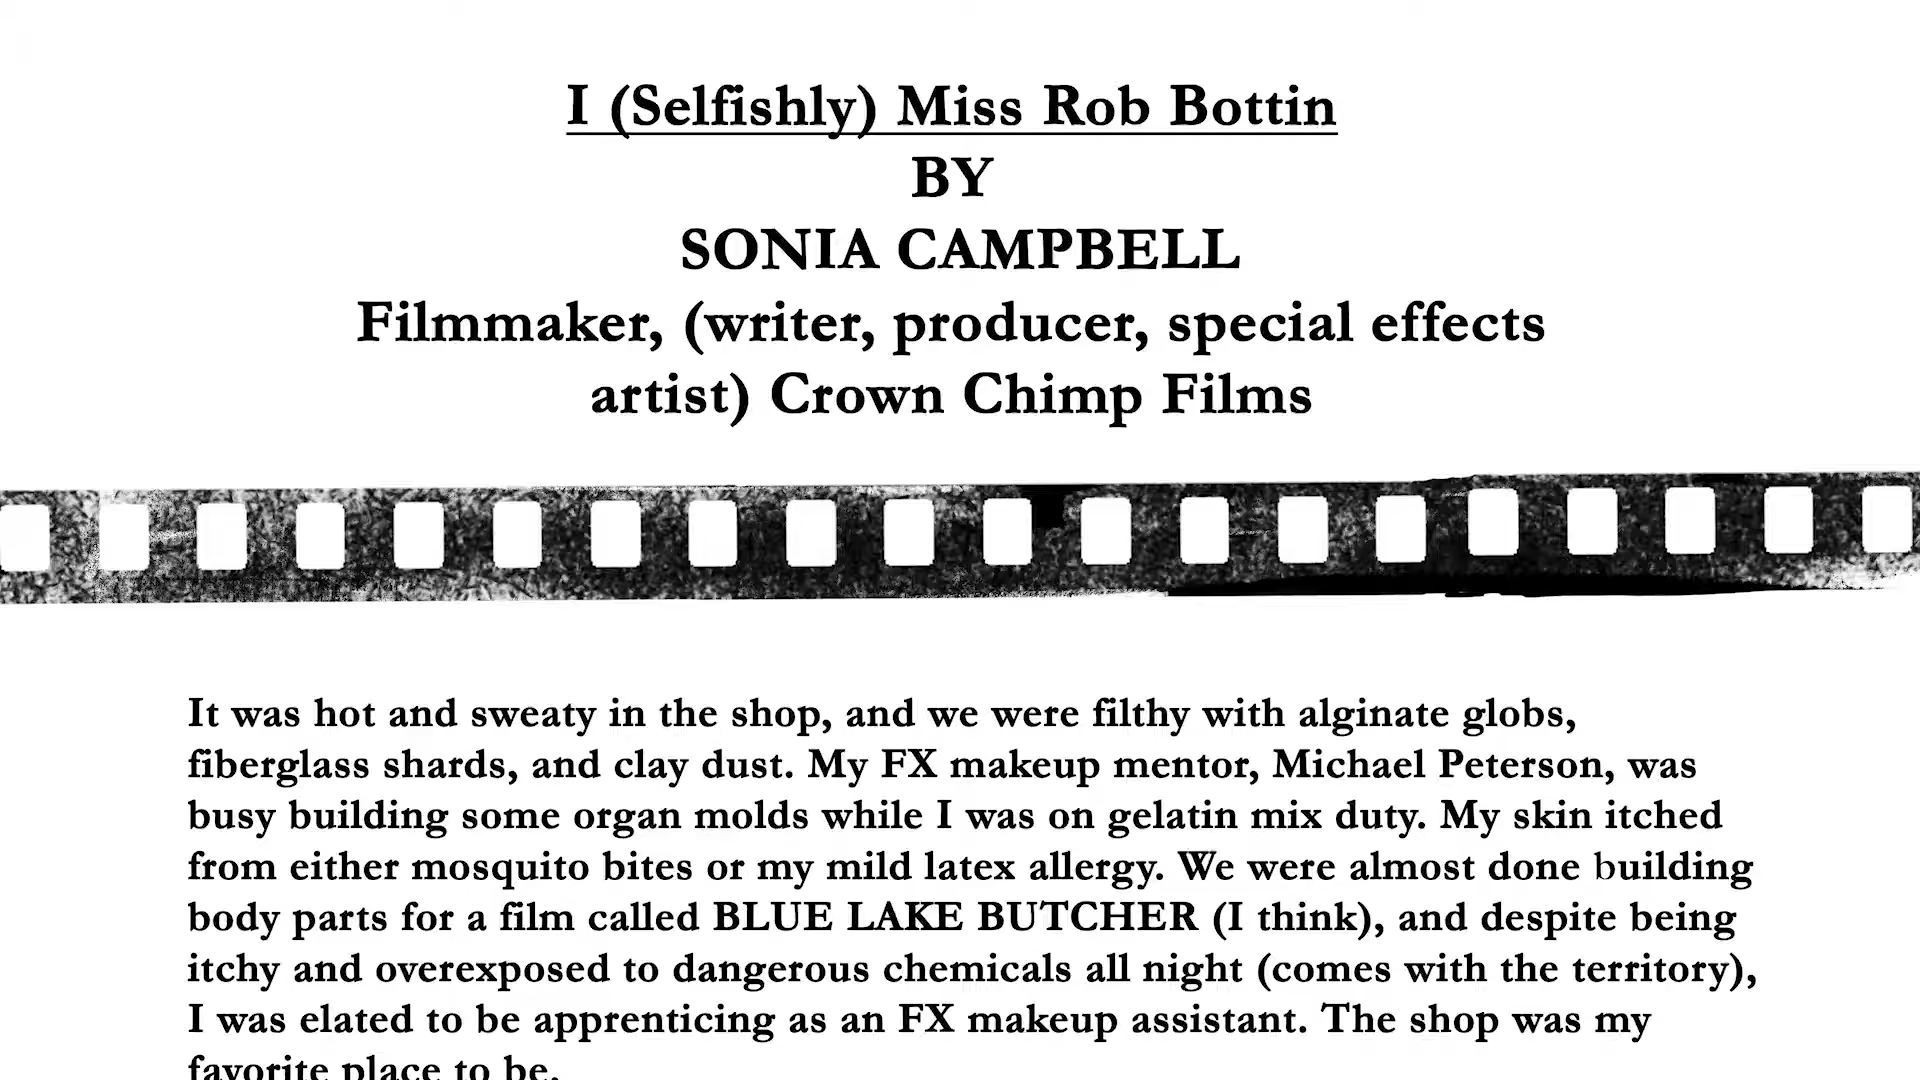 I (Selfishly) Miss Rob Bottin
BY
SONIA CAMPBELL
Filmmaker, (writer, producer, special effects
artist) Crown Chimp Films
It was hot and sweaty in the shop, and we were filthy with alginate globs,
fiberglass shards, and clay dust. My FX makeup mentor, Michael Peterson, was
busy building some organ molds while I was on gelatin mix duty. My skin itched
from either mosquito bites or my mild latex allergy. We were almost done building
body parts for a film called BLUE LAKE BUTCHER (I think), and despite being
itchy and overexposed to dangerous chemicals all night (comes with the territory),
I was elated to be apprenticing as an FX makeup assistant. The shop was my
favorite place to be.